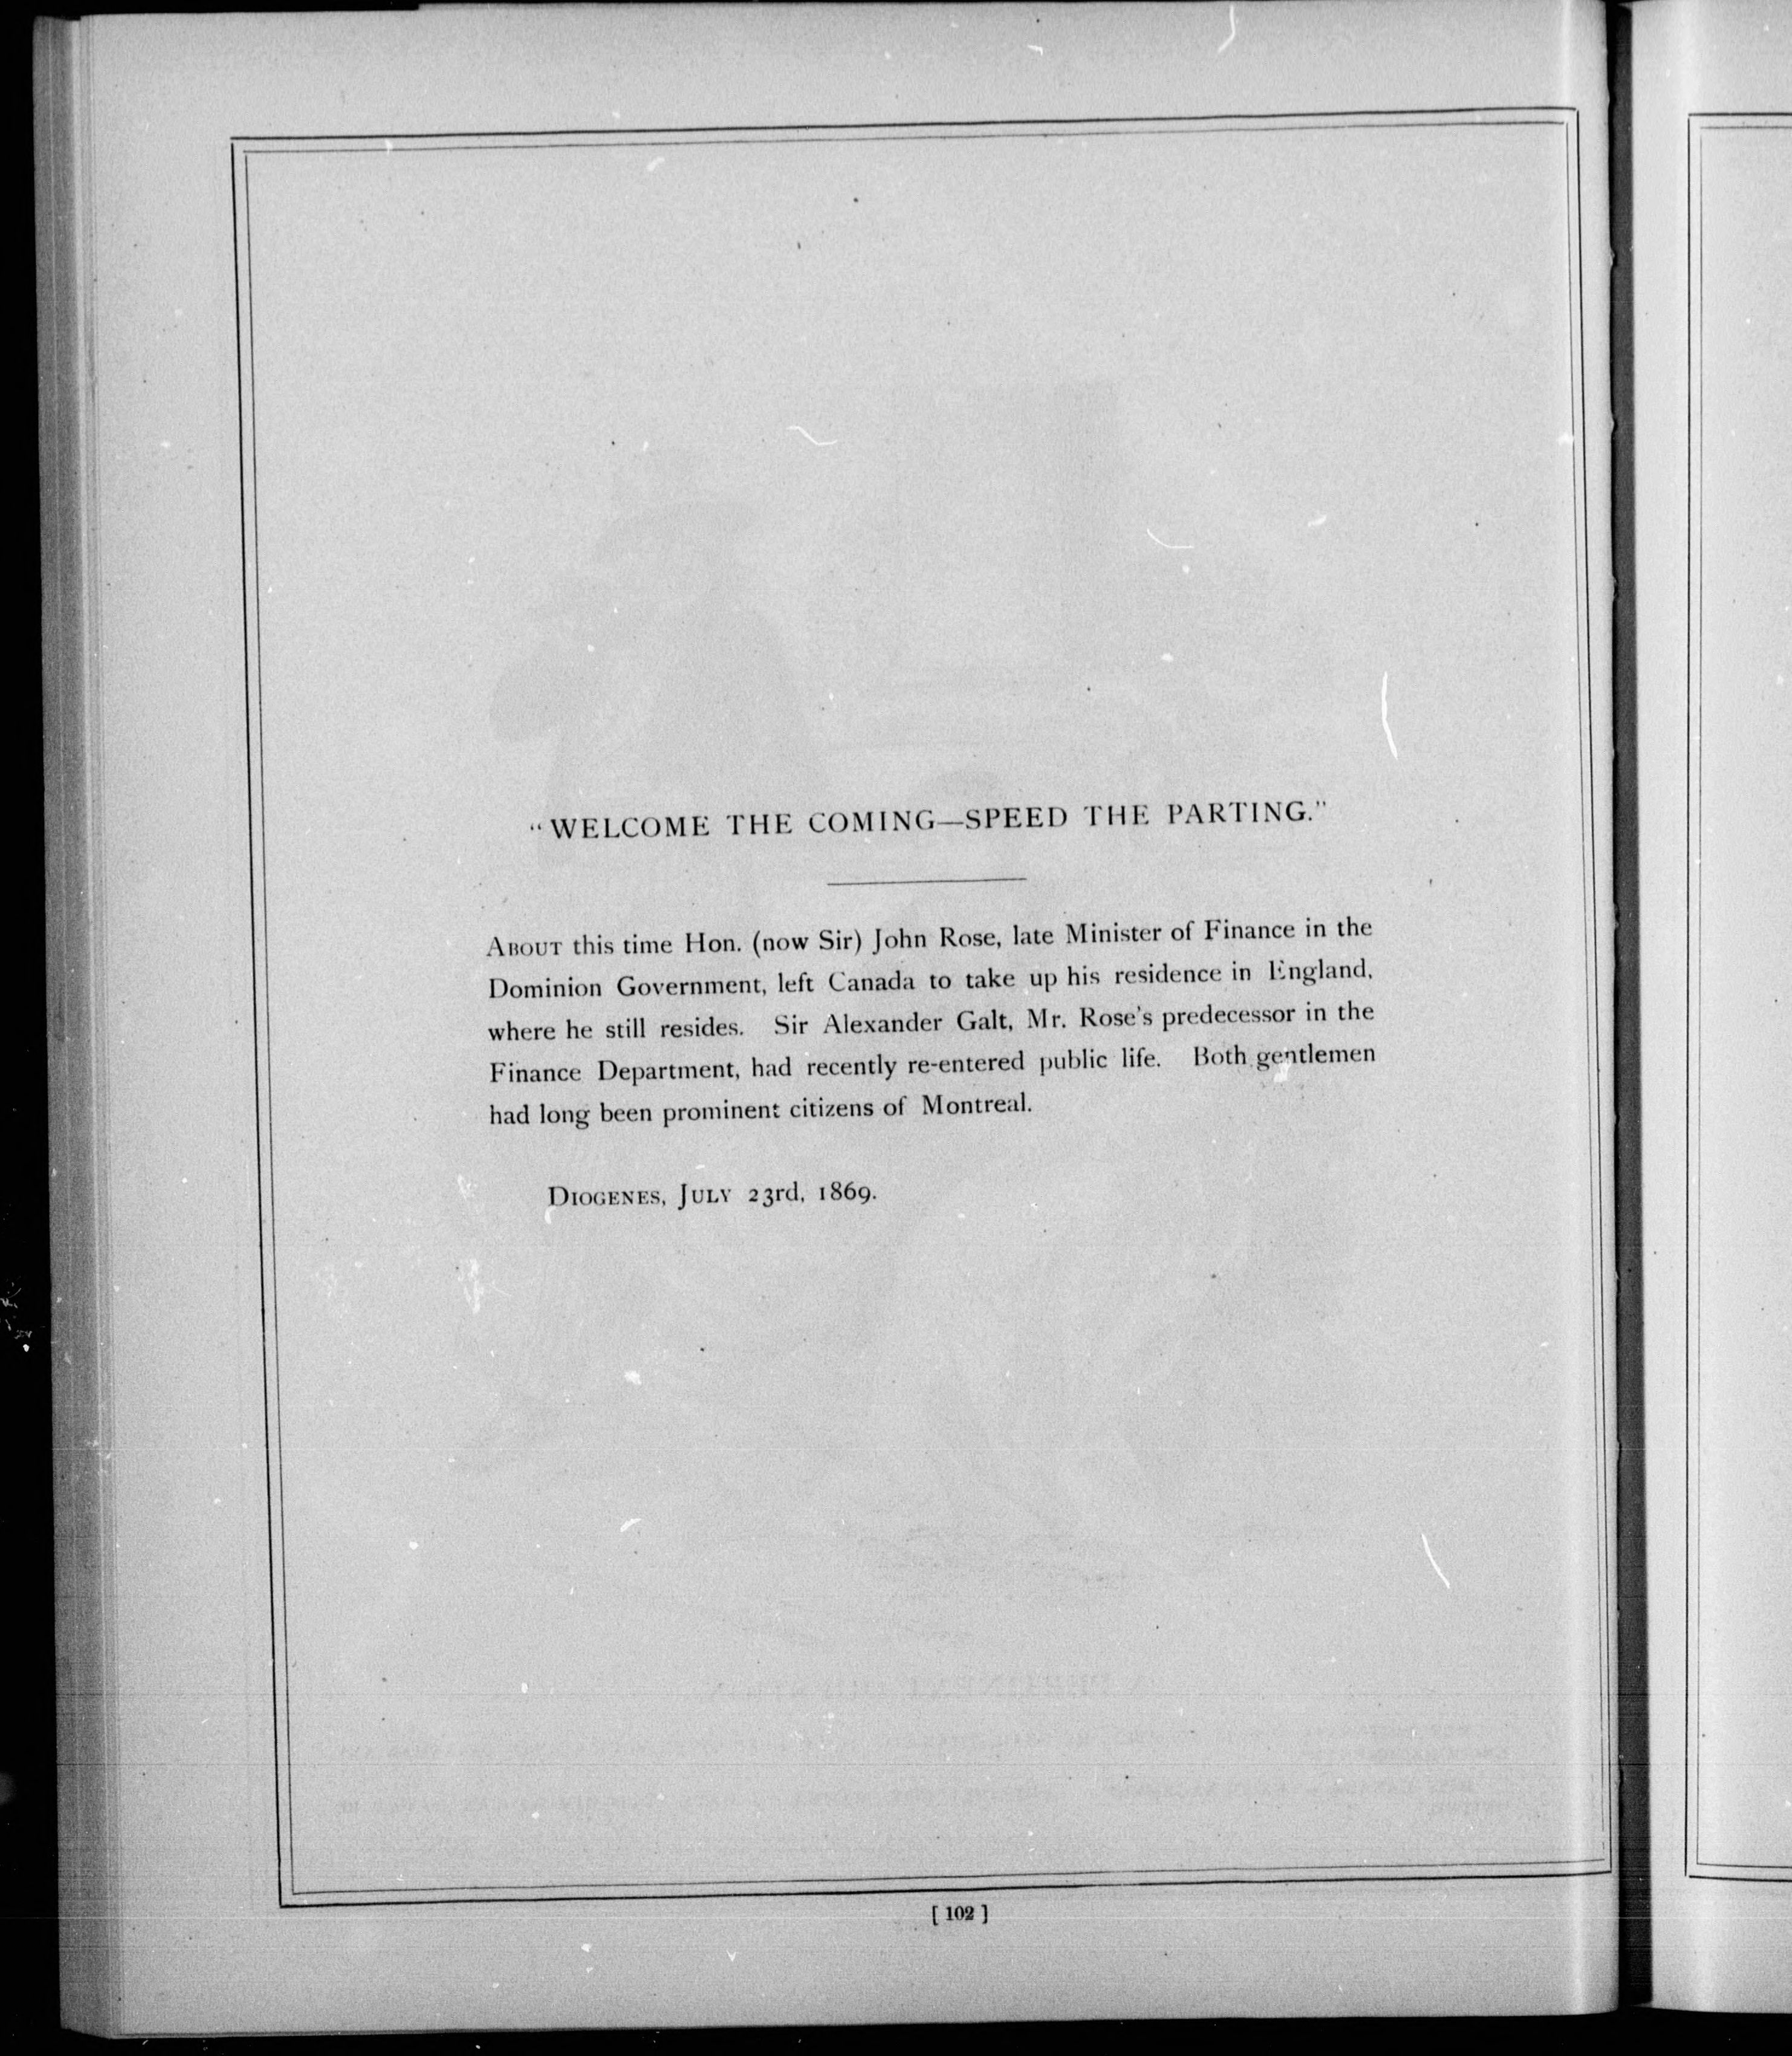 “WELCOME THE COMING—SPEED THE PARTING.”
ABOUT this time Hon. (now Sir) John Rose, late Minister of Finance in the
Dominion Government, left Canada to take up his residence in England,
where he still resides. Sir Alexander Galt, Mr. Rose's predecessor in the
Finance Department, had recently re-entered public life. Both gentlemen
had long been prominent citizens of Montreal.
DIOGENES, JULY 23rd, 1869.
[ 102 ]